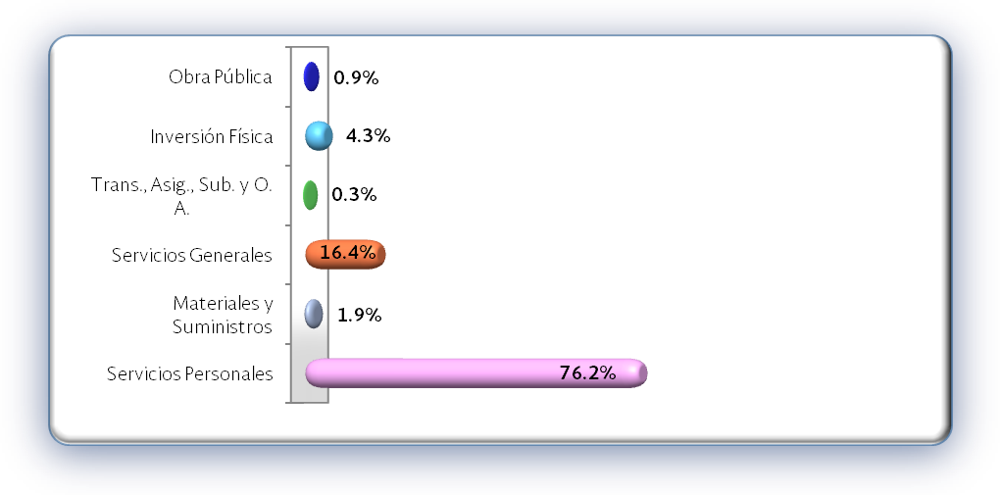 Obra Pública 0.9%
Inversión Física 4.3%
Trans., Asig., Sub. y O.
A. 0.3%
Servicios Generales 16.4%
Materiales y
Suministros 1.9%
Servicios Personales 76.2%